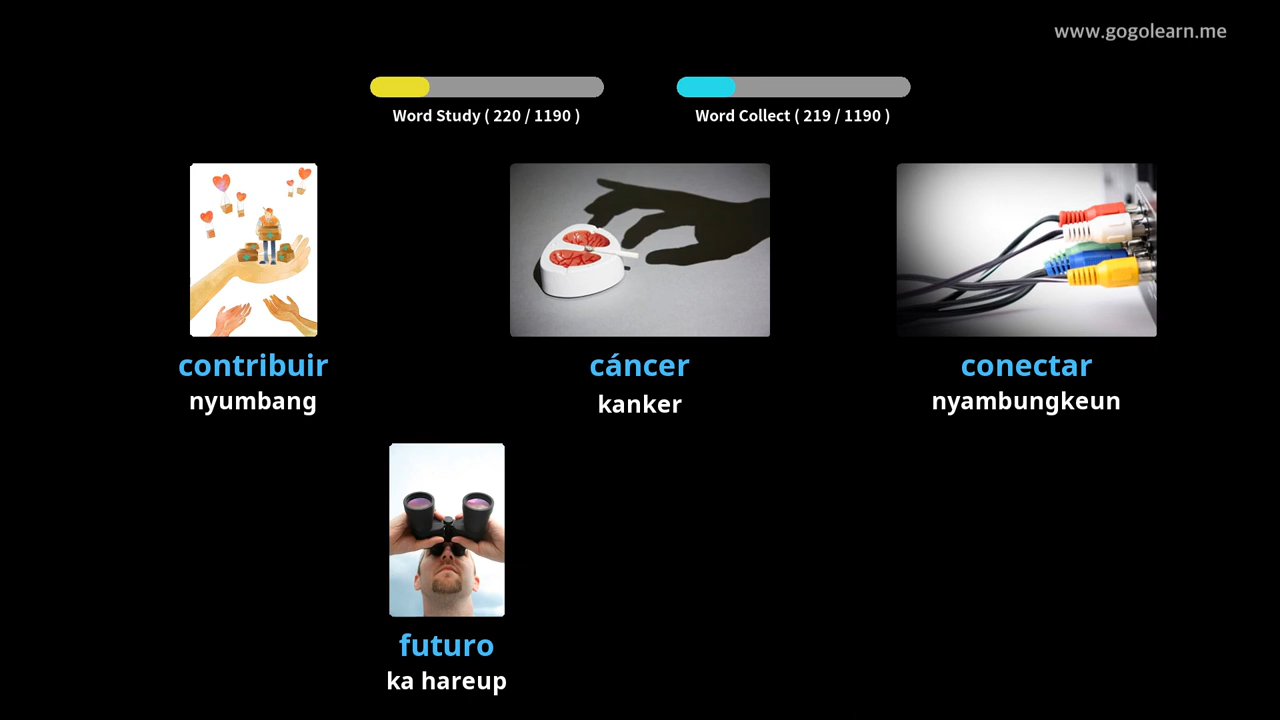 www.gogolearn.me
Word Study ( 220 / 1190 )
Word Collect ( 219 / 1190 )
contribuir
nyumbang
cáncer
kanker
conectar
nyambungkeun
futuro
ka hareup